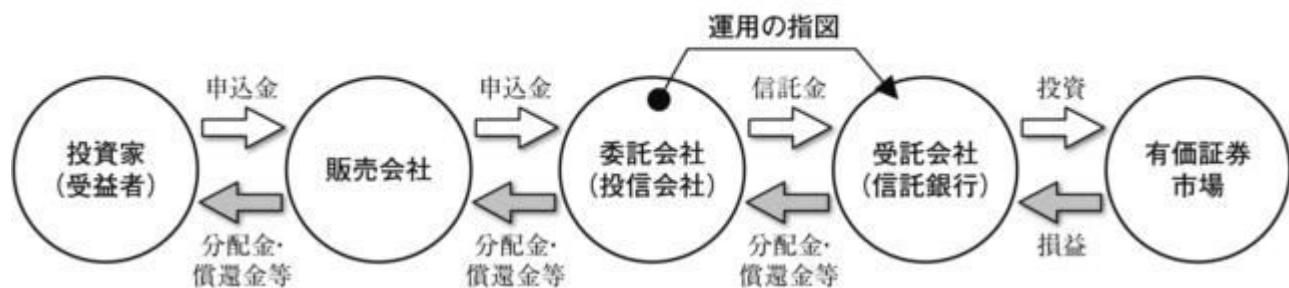 運用の指図
申込金
申込金
信託金
投資
投資家
（受益者）
販売会社
委託会社
（投信会社）
受託会社
（信託銀行）
有価証券
市場
分配金・
償還金等
分配金・
償還金等
分配金・
償還金等
損益